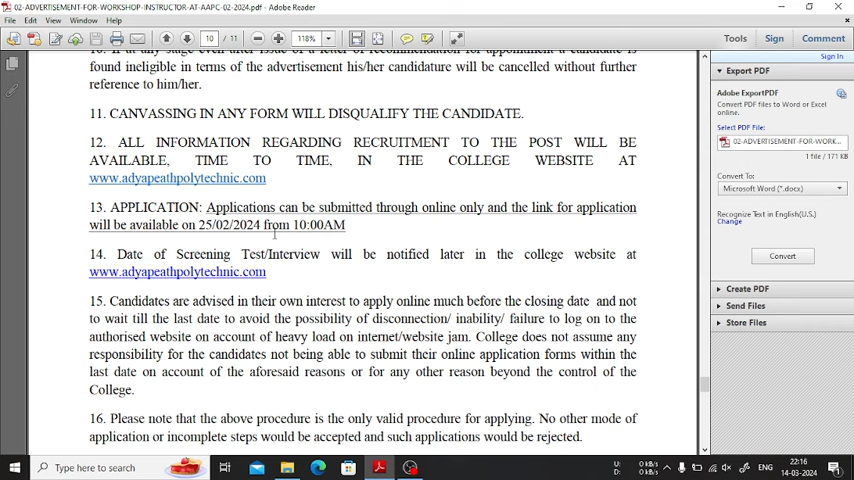 02-ADVERTISEMENT-FOR-WORKSHOP-INSTRUCTOR-AT-AAPC-02-2024.pdf - Adobe Reader
File Edit View Window Help
10 / 11 118% Tools Sign Comment
Sign In
found ineligible in terms of the advertisement his/her candidature will be cancelled without further
reference to him/her.
11. CANVASSING IN ANY FORM WILL DISQUALIFY THE CANDIDATE.
12. ALL INFORMATION REGARDING RECRUITMENT TO THE POST WILL BE
AVAILABLE, TIME TO TIME, IN THE COLLEGE WEBSITE AT
www.adyapeathpolytechnic.com
13. APPLICATION: Applications can be submitted through online only and the link for application
will be available on 25/02/2024 from 10:00AM
14. Date of Screening Test/Interview will be notified later in the college website at
www.adyapeathpolytechnic.com
15. Candidates are advised in their own interest to apply online much before the closing date and not
to wait till the last date to avoid the possibility of disconnection/ inability/ failure to log on to the
authorised website on account of heavy load on internet/website jam. College does not assume any
responsibility for the candidates not being able to submit their online application forms within the
last date on account of the aforesaid reasons or for any other reason beyond the control of the
College.
16. Please note that the above procedure is the only valid procedure for applying. No other mode of
application or incomplete steps would be accepted and such applications would be rejected.
Export PDF
Adobe ExportPDF
Convert PDF files to Word or Excel
online.
Select PDF File:
02-ADVERTISEMENT-FOR-WORK...
1 file / 171 KB
Convert To:
Microsoft Word (*.docx)
Recognize Text in English(U.S.)
Change
Convert
Create PDF
Send Files
Store Files
Type here to search
U: 0 kB/s
D: 0 kB/s
ENG
22:16
14-03-2024